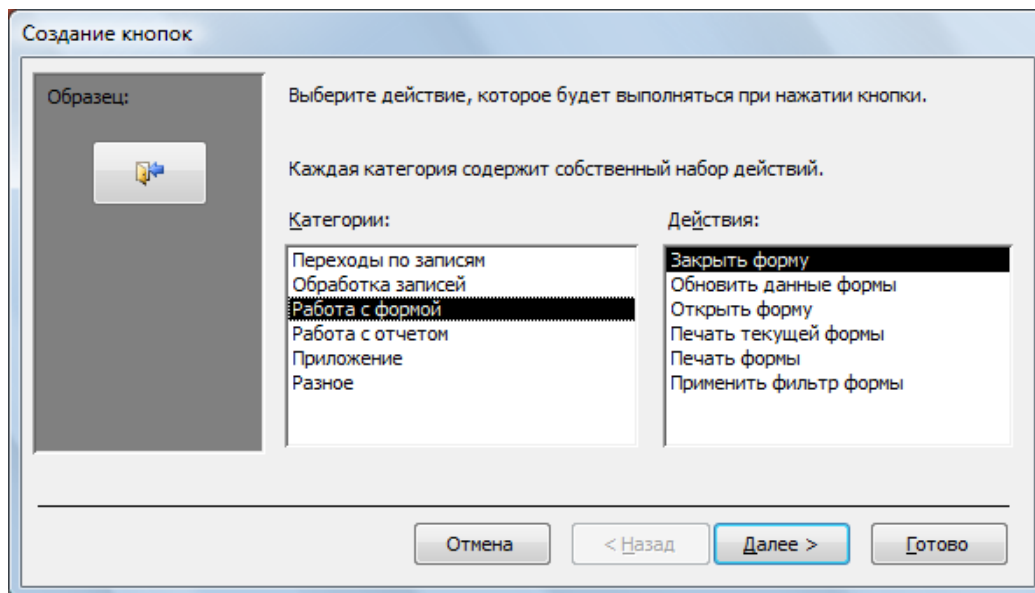 Создание кнопок
Образец:
Выберите действие, которое будет выполняться при нажатии кнопки.
Каждая категория содержит собственный набор действий.
Категории:
Переходы по записям
Обработка записей
Работа с формой
Работа с отчетом
Приложение
Разное
Действия:
Закрыть форму
Обновить данные формы
Открыть форму
Печать текущей формы
Печать формы
Применить фильтр формы
Отмена
< Назад
Далее >
Готово